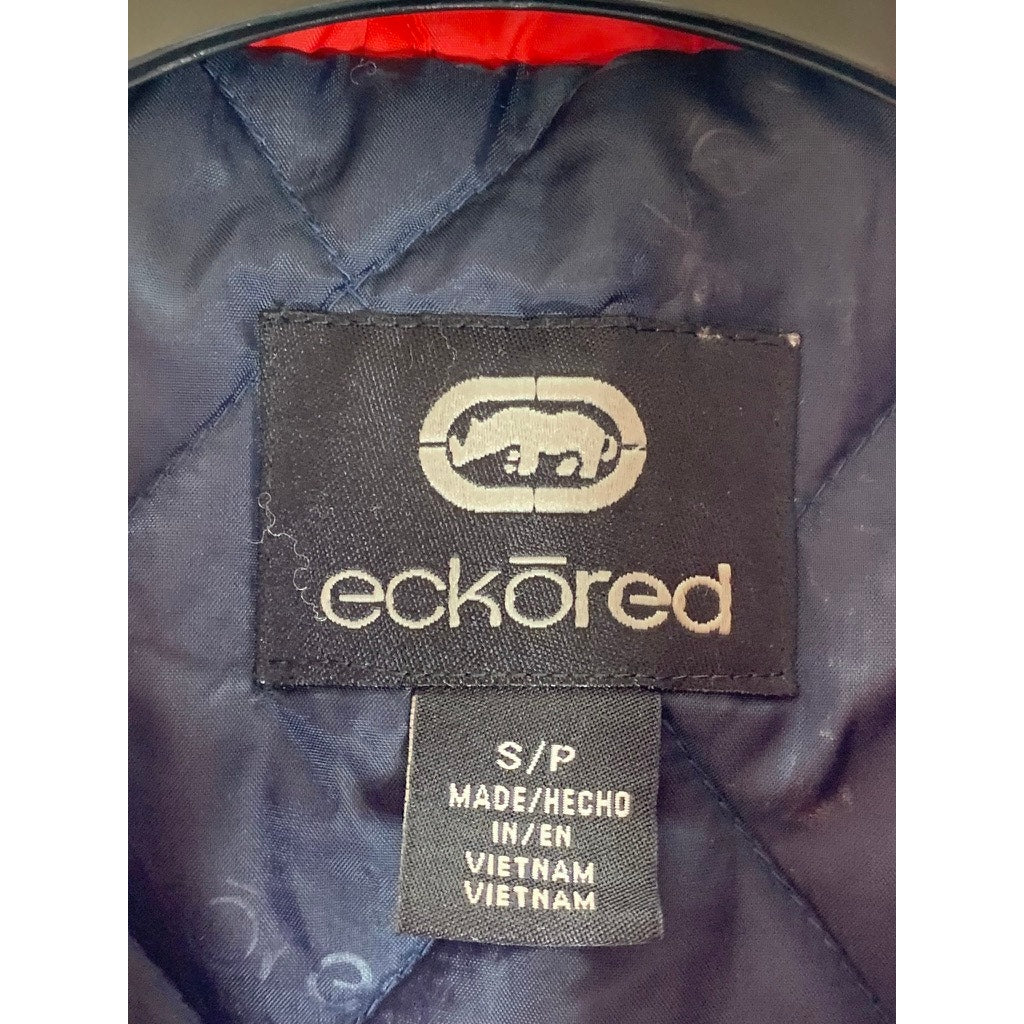 eckōred
S/P
MADE/HECHO
IN/EN
VIETNAM
VIETNAM